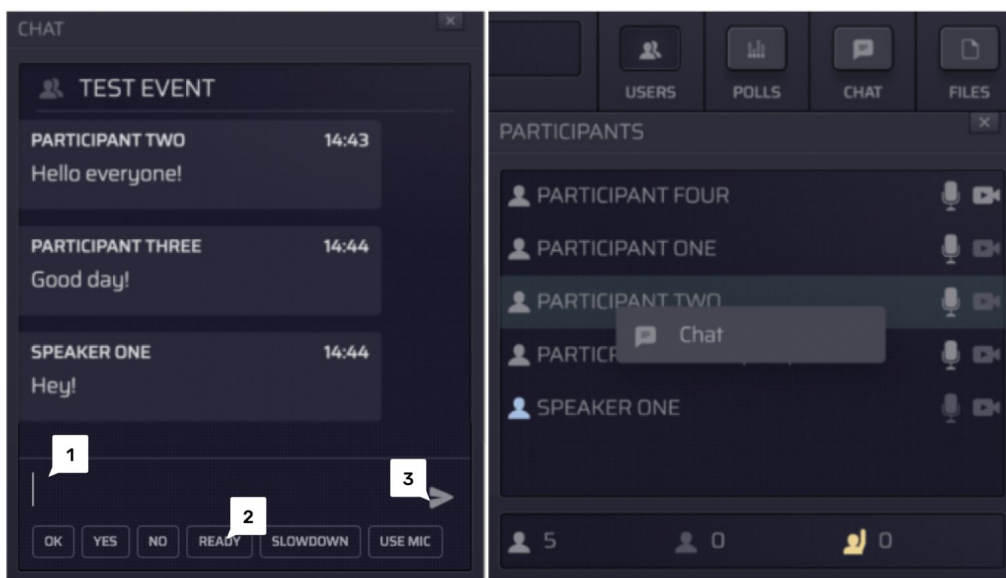 CHAT
TEST EVENT
PARTICIPANT TWO 14:43
Hello everyone!
PARTICIPANT THREE 14:44
Good day!
SPEAKER ONE 14:44
Hey!
1
3
2
OK YES NO READY SLOWDOWN USE MIC
USERS POLLS CHAT FILES
PARTICIPANTS
PARTICIPANT FOUR
PARTICIPANT ONE
PARTICIPANT TWO
Chat
SPEAKER ONE
5 0 0